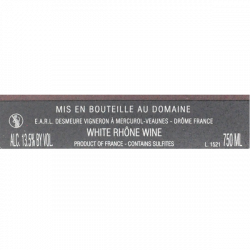 MIS EN BOUTEILLE AU DOMAINE
E.A.R.L. DESMEURE VIGNERON À MERCUROL-VEAUNES - DRÔME FRANCE
WHITE RHÔNE WINE
ALC. 13.5% BY VOL.
PRODUCT OF FRANCE - CONTAINS SULFITES
L. 1521
750 ML